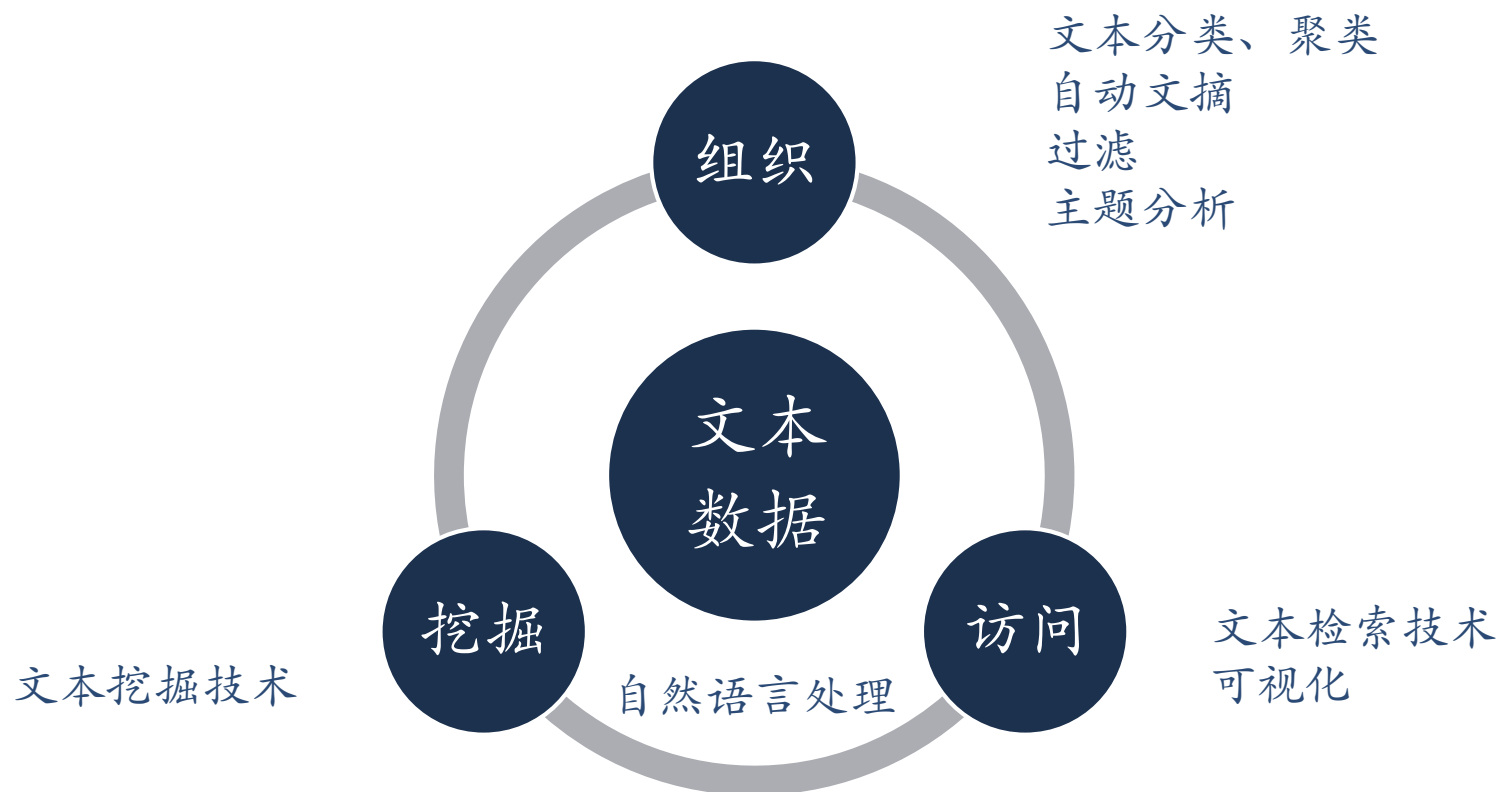 文本分类、聚类
自动文摘
过滤
主题分析
组织
文本
数据
挖掘
访问
文本挖掘技术
自然语言处理
文本检索技术
可视化